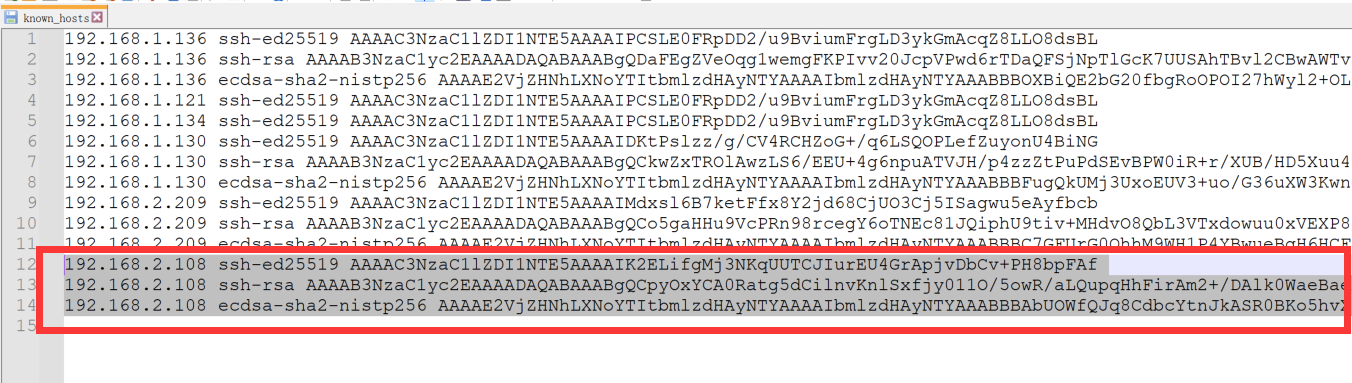 known_hosts
1 192.168.1.136 ssh-ed25519 AAAAC3NzaC1lZDI1NTE5AAAAIPCSLE0FRpDD2/u9BviumFrgLD3ykGmAcqZ8LLO8dsBL
2 192.168.1.136 ssh-rsa AAAAB3NzaC1yc2EAAAADAQABAAABgQDaFEgZVeOqg1wemgFKPIvv20JcpVPwd6rTDaQFSjNpTlGcK7UUSAhTBvl2CBwAWTv
3 192.168.1.136 ecdsa-sha2-nistp256 AAAAE2VjZHNhLXNoYTItbmlzdHAyNTYAAAAIbmlzdHAyNTYAAABBBOXBiQE2bG20fbgRoOPOI27hWyl2+OL
4 192.168.1.121 ssh-ed25519 AAAAC3NzaC1lZDI1NTE5AAAAIPCSLE0FRpDD2/u9BviumFrgLD3ykGmAcqZ8LLO8dsBL
5 192.168.1.134 ssh-ed25519 AAAAC3NzaC1lZDI1NTE5AAAAIPCSLE0FRpDD2/u9BviumFrgLD3ykGmAcqZ8LLO8dsBL
6 192.168.1.130 ssh-ed25519 AAAAC3NzaC1lZDI1NTE5AAAAIDKtPslzz/g/CV4RCHZoG+/q6LSQOPLefZuyonU4BiNG
7 192.168.1.130 ssh-rsa AAAAB3NzaC1yc2EAAAADAQABAAABgQCkwZxTROlAwzLS6/EEU+4g6npuATVJH/p4zzZtPuPdSEvBPW0iR+r/XUB/HD5Xuu4
8 192.168.1.130 ecdsa-sha2-nistp256 AAAAE2VjZHNhLXNoYTItbmlzdHAyNTYAAAAIbmlzdHAyNTYAAABBBFugQkUMj3UxoEUV3+uo/G36uXW3Kwn
9 192.168.2.209 ssh-ed25519 AAAAC3NzaC1lZDI1NTE5AAAAIMdxsl6B7ketFfx8Y2jd68CjUO3Cj5ISagwu5eAyfbcb
10 192.168.2.209 ssh-rsa AAAAB3NzaC1yc2EAAAADAQABAAABgQCo5gaHHu9VcPRn98rcegY6oTNEc81JQiphU9tiv+MHdvO8QbL3VTxdowuu0xVEXP8
11 192.168.2.209 ecdsa-sha2-nistp256
12 192.168.2.108 ssh-ed25519 AAAAC3NzaC1lZDI1NTE5AAAAIK2ELifgMj3NKqUUTCJIurEU4GrApjvDbCv+PH8bpFAf
13 192.168.2.108 ssh-rsa AAAAB3NzaC1yc2EAAAADAQABAAABgQCpyOxYCA0Ratg5dCilnvKnlSxfjy011O/5owR/aLQupqHhFirAm2+/DAlk0WaeBae
14 192.168.2.108 ecdsa-sha2-nistp256 AAAAE2VjZHNhLXNoYTItbmlzdHAyNTYAAAAIbmlzdHAyNTYAAABBBAbUOWfQJq8CdbcYtnJkASR0BKo5hvX
15